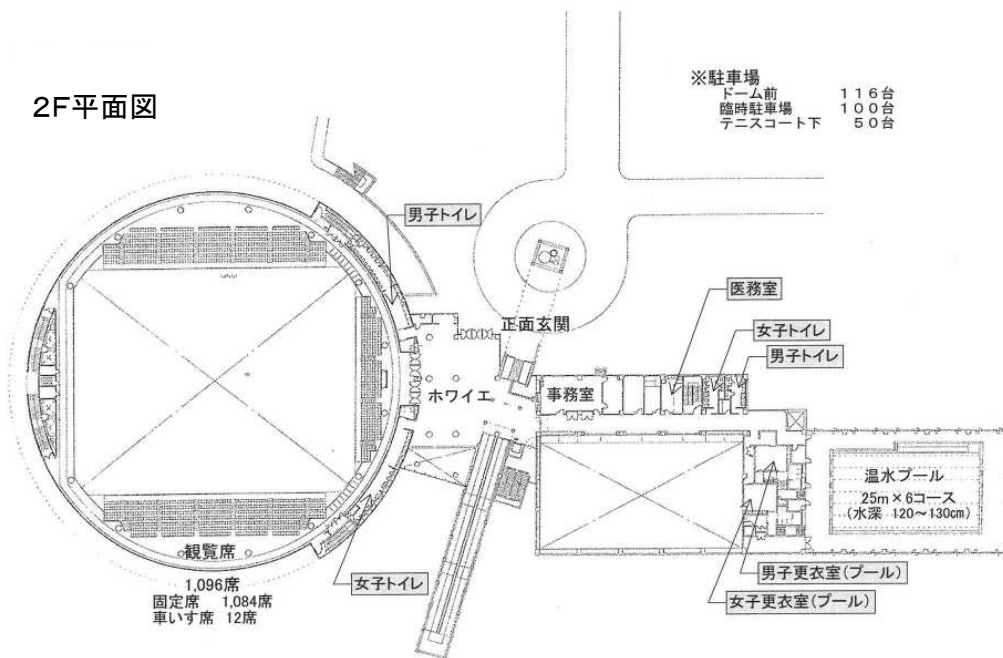 2F平面図
※駐車場
ドーム前 116台
臨時駐車場 100台
テニスコート下 50台
男子トイレ
正面玄関
医務室
女子トイレ
男子トイレ
ホワイエ
事務室
温水プール
25m×6コース
(水深 120~130cm)
観覧席
1,096席
固定席 1,084席
車いす席 12席
女子トイレ
男子更衣室(プール)
女子更衣室(プール)